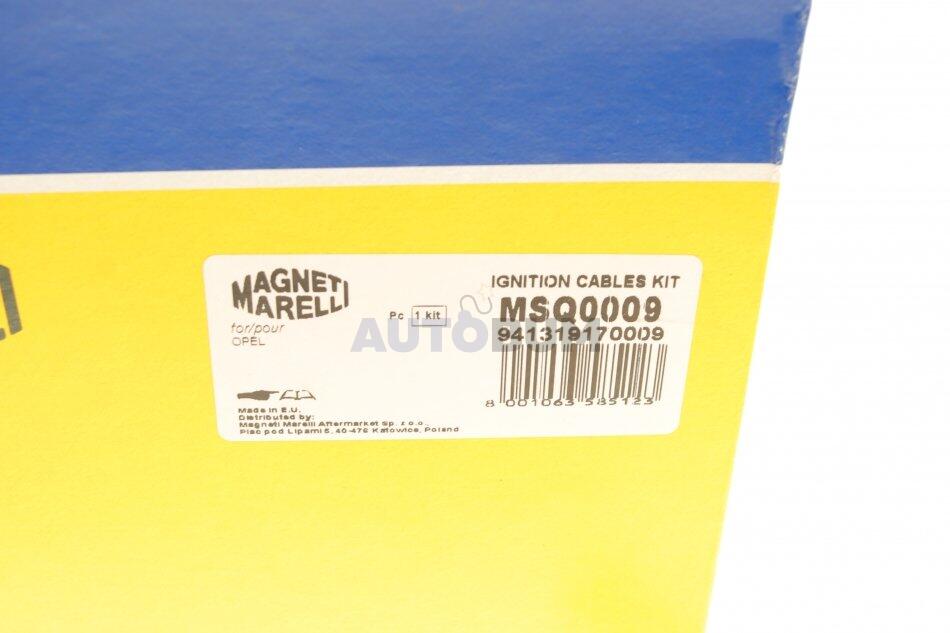 MAGNETI
MARELLI
for/pour
OPEL
Pc 1 kit
IGNITION CABLES KIT
MSQ0009
941319170009
8 001063 585123
Made in E.U.
Distributed by:
Magneti Marelli Aftermarket Sp. z o.o.,
Plac pod Lipami 5, 40-476 Katowice, Poland